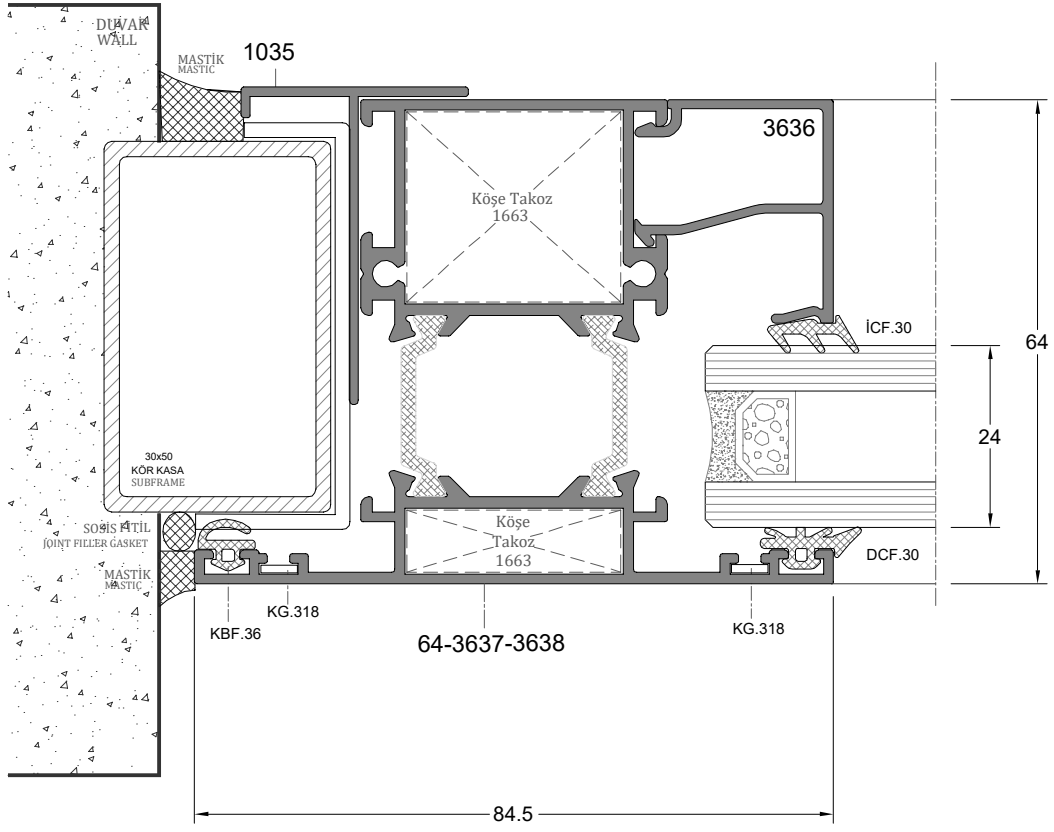 DUVAR
WALL
MASTİK
MASTIC
1035
3636
Köşe Takoz
1663
İCF.30
64
24
30x50
KÖR KASA
SUBFRAME
SOSİS FİTİL
JOINT FILLER GASKET
Köşe
Takoz
1663
DCF.30
MASTİK
MASTIC
KBF.36
KG.318
KG.318
64-3637-3638
84.5